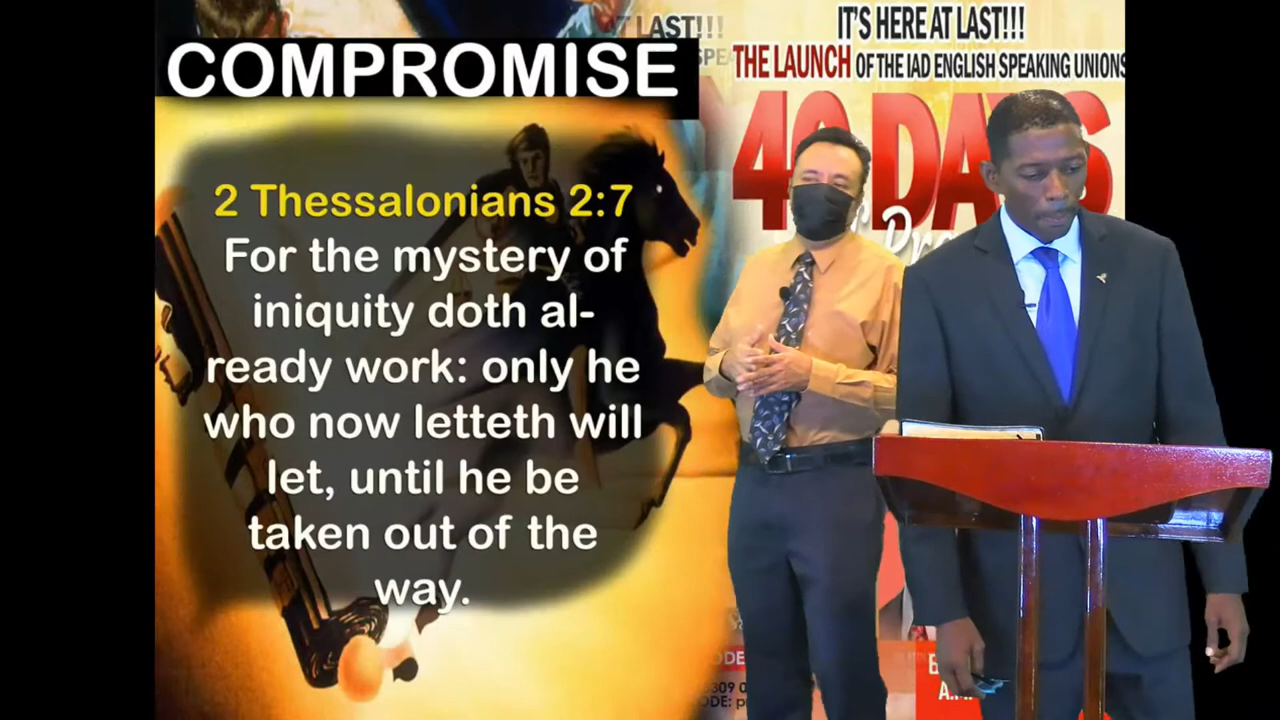 COMPROMISE
2 Thessalonians 2:7
For the mystery of
iniquity doth al-
ready work: only he
who now letteth will
let, until he be
taken out of the
way.
LAST!!!
IT'S HERE AT LAST!!!
THE LAUNCH OF THE IAD ENGLISH SPEAKING UNIONS
40 DAYS